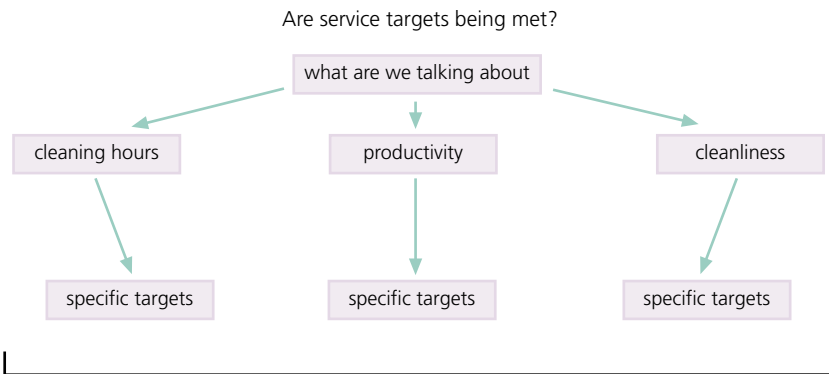 Are service targets being met?
what are we talking about
cleaning hours
productivity
cleanliness
specific targets
specific targets
specific targets